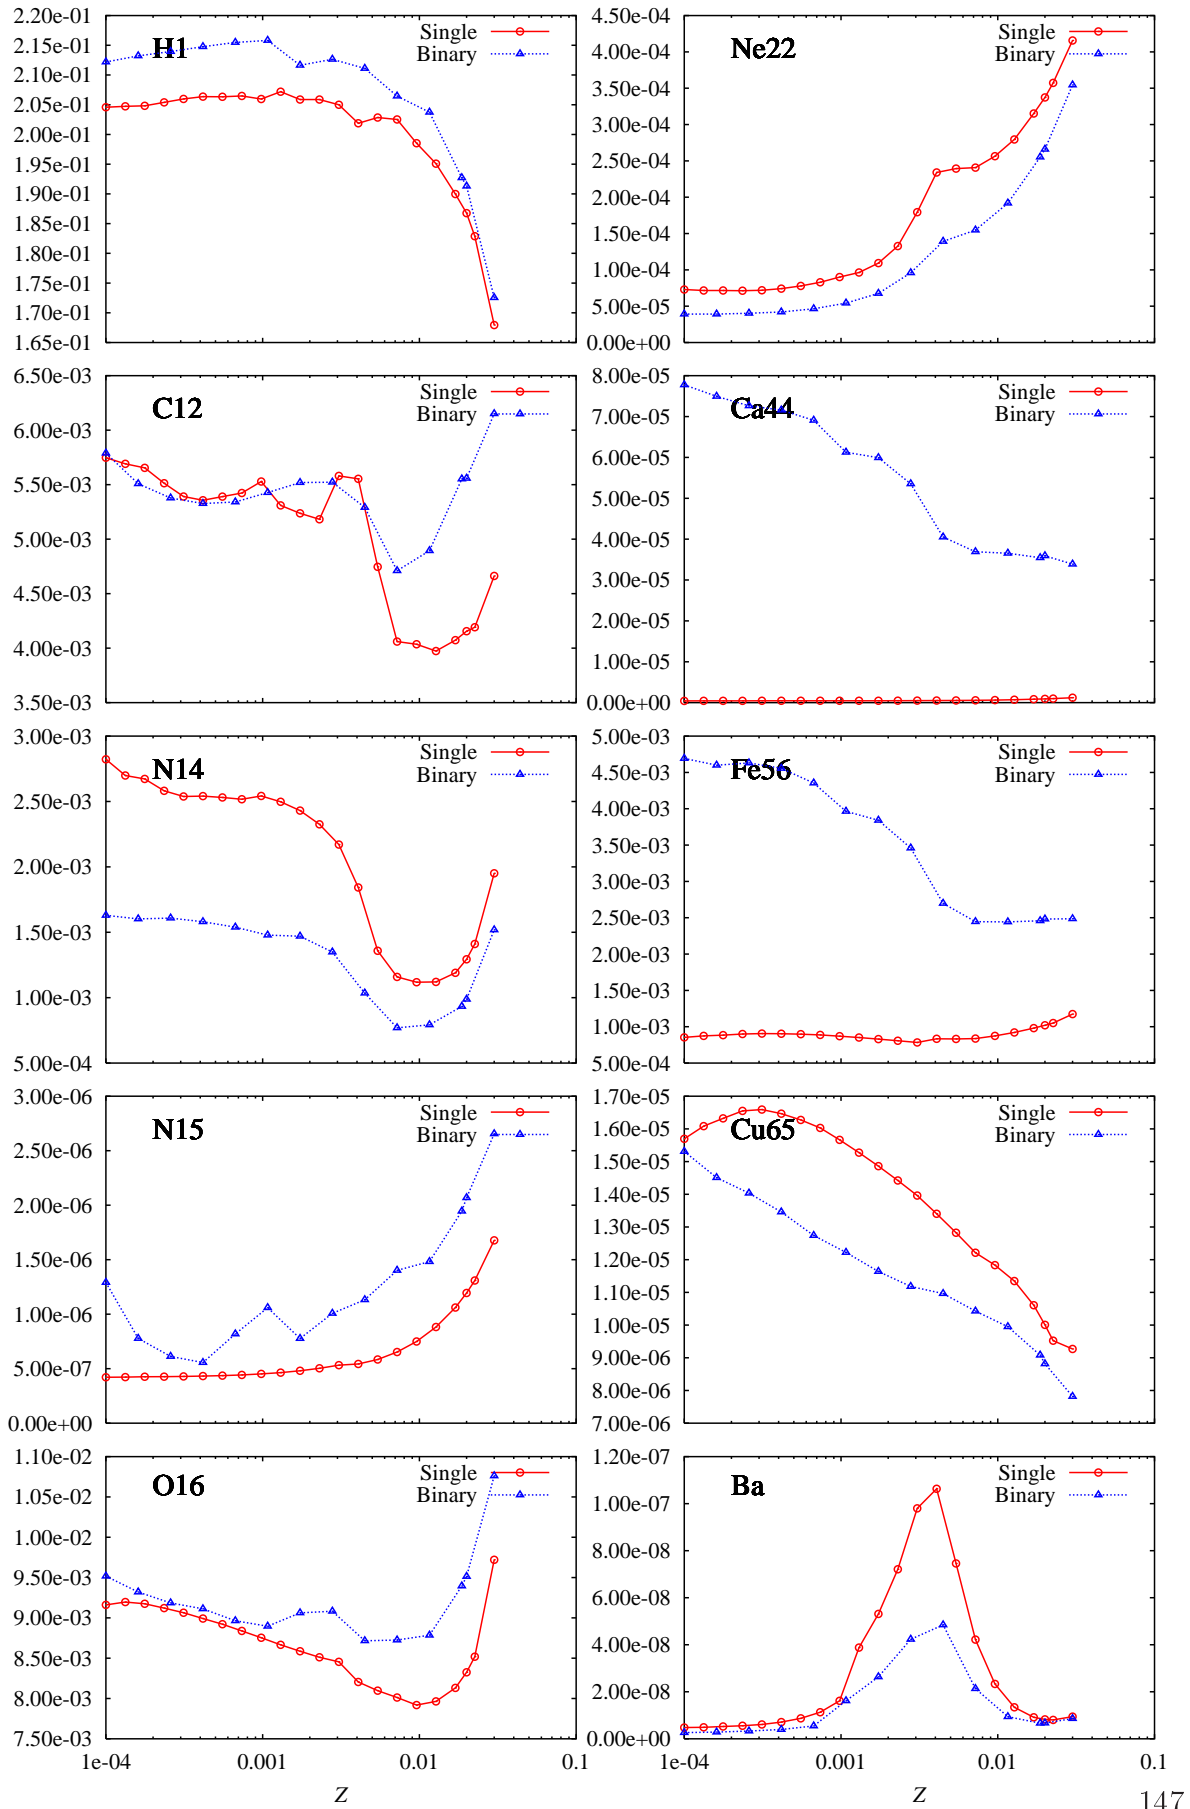 2.20e-01
2.15e-01
2.10e-01
2.05e-01
2.00e-01
1.95e-01
1.90e-01
1.85e-01
1.80e-01
1.75e-01
1.70e-01
1.65e-01
H1
Single
Binary
4.50e-04
4.00e-04
3.50e-04
3.00e-04
2.50e-04
2.00e-04
1.50e-04
1.00e-04
5.00e-05
0.00e+00
Ne22
Single
Binary
6.50e-03
6.00e-03
5.50e-03
5.00e-03
4.50e-03
4.00e-03
3.50e-03
C12
Single
Binary
8.00e-05
7.00e-05
6.00e-05
5.00e-05
4.00e-05
3.00e-05
2.00e-05
1.00e-05
0.00e+00
Ca44
Single
Binary
3.00e-03
2.50e-03
2.00e-03
1.50e-03
1.00e-03
5.00e-04
N14
Single
Binary
5.00e-03
4.50e-03
4.00e-03
3.50e-03
3.00e-03
2.50e-03
2.00e-03
1.50e-03
1.00e-03
5.00e-04
Fe56
Single
Binary
3.00e-06
2.50e-06
2.00e-06
1.50e-06
1.00e-06
5.00e-07
0.00e+00
N15
Single
Binary
1.70e-05
1.60e-05
1.50e-05
1.40e-05
1.30e-05
1.20e-05
1.10e-05
1.00e-05
9.00e-06
8.00e-06
7.00e-06
Cu65
Single
Binary
1.10e-02
1.05e-02
1.00e-02
9.50e-03
9.00e-03
8.50e-03
8.00e-03
7.50e-03
O16
Single
Binary
1e-04 0.001 0.01 0.1
Z
1.20e-07
1.00e-07
8.00e-08
6.00e-08
4.00e-08
2.00e-08
0.00e+00
Ba
Single
Binary
1e-04 0.001 0.01 0.1
Z
147